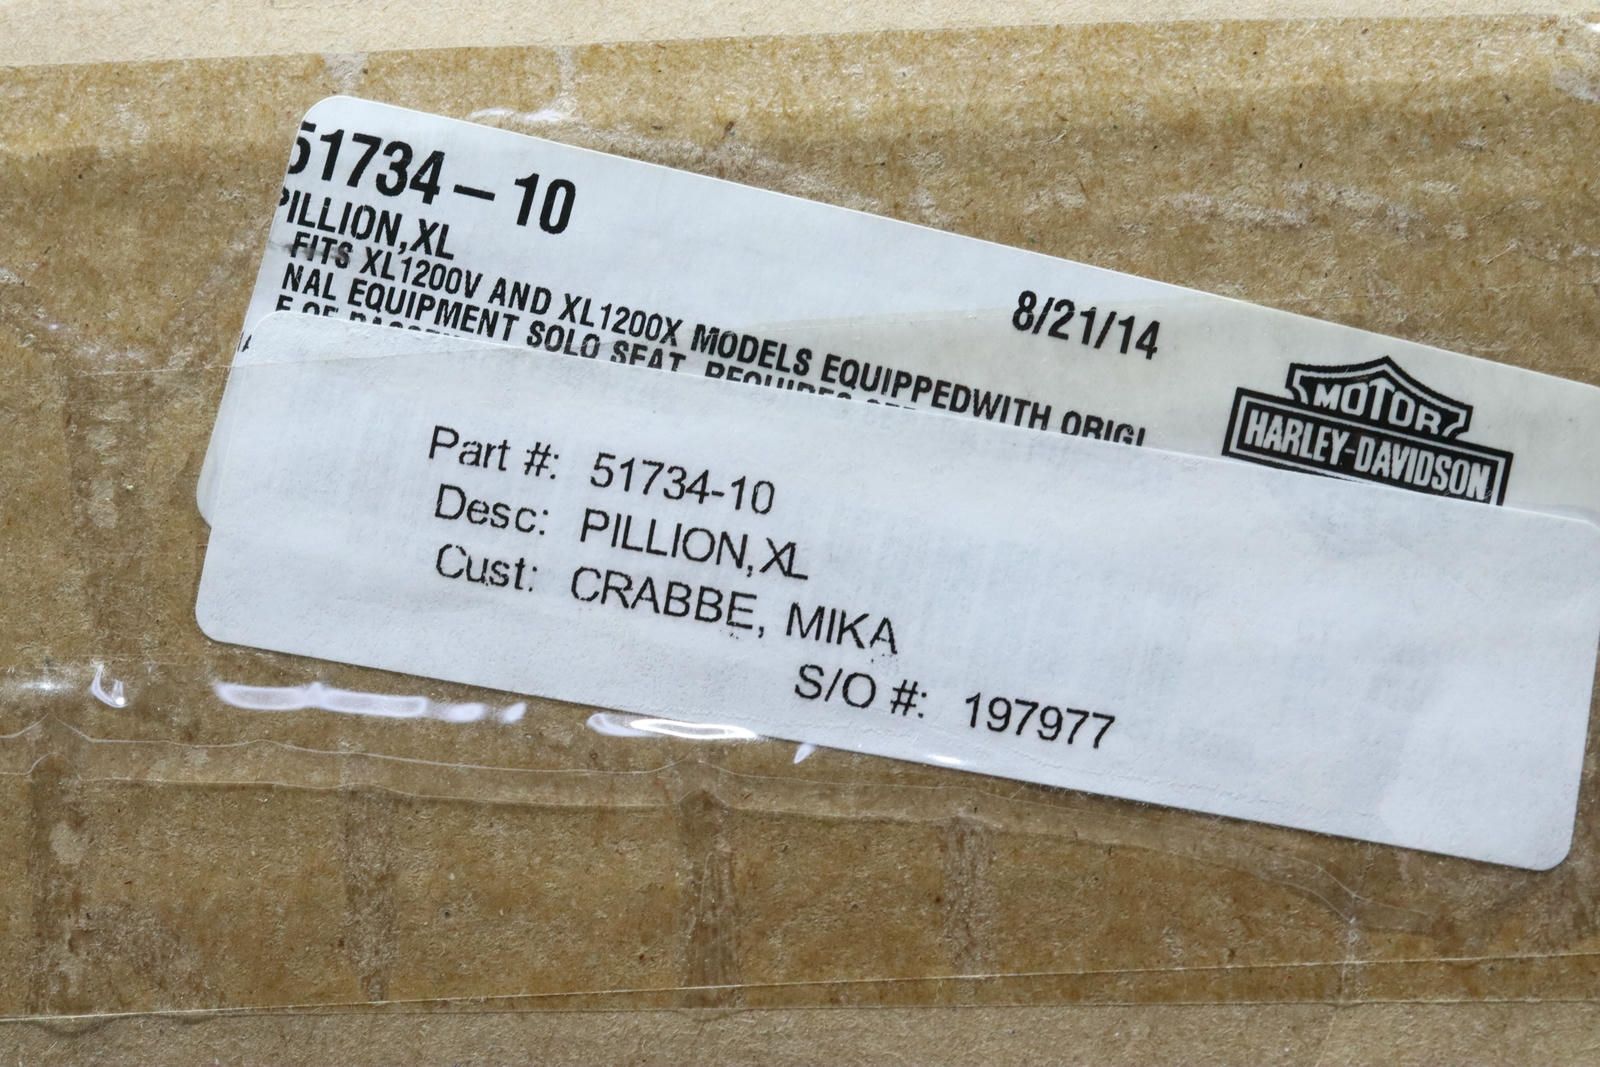 51734-10
PILLION,XL
FITS XL1200V AND XL1200X MODELS EQUIPPEDWITH ORIGI
NAL EQUIPMENT SOLO SEAT, REQUIRES
8/21/14
MOTOR
HARLEY-DAVIDSON
Part #: 51734-10
Desc: PILLION,XL
Cust: CRABBE, MIKA
S/O #: 197977